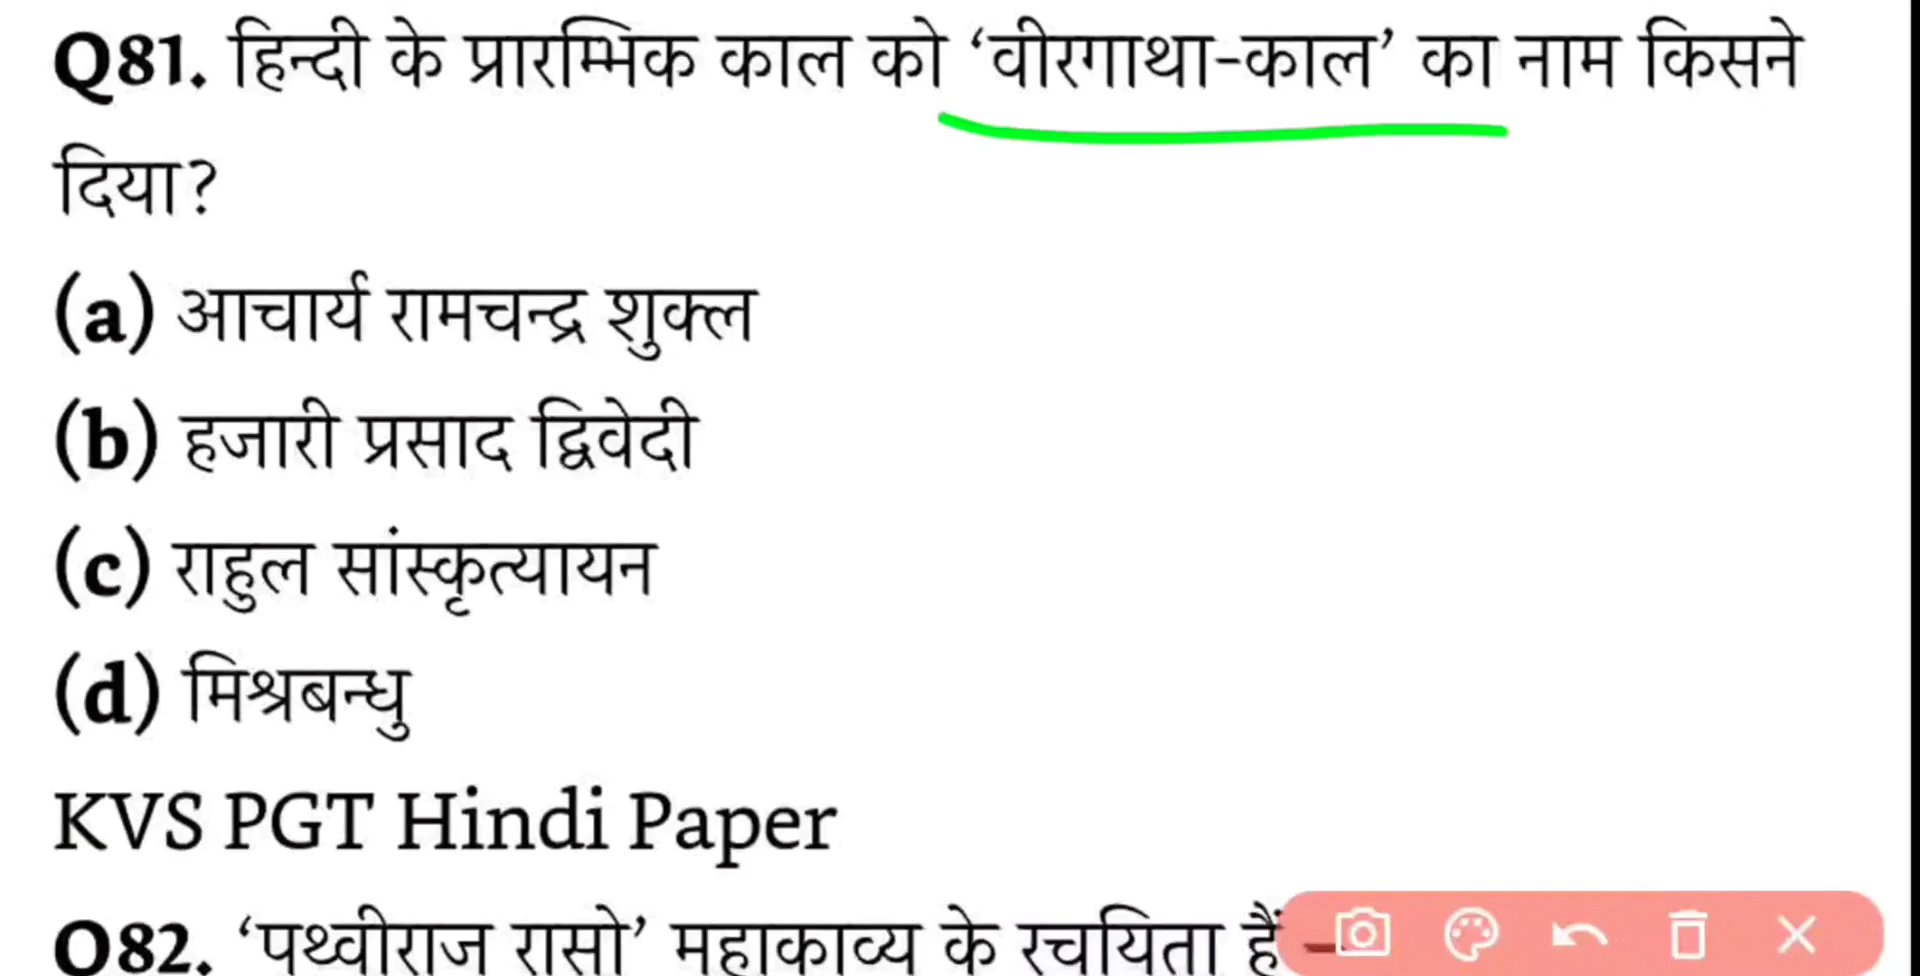 Q81. हिन्दी के प्रारम्भिक काल को ‘वीरगाथा-काल’ का नाम किसने
दिया?
(a) आचार्य रामचन्द्र शुक्ल
(b) हजारी प्रसाद द्विवेदी
(c) राहुल सांस्कृत्यायन
(d) मिश्रबन्धु
KVS PGT Hindi Paper
Q82. ‘पृथ्वीराज रासो’ महाकाव्य के रचयिता हैं –